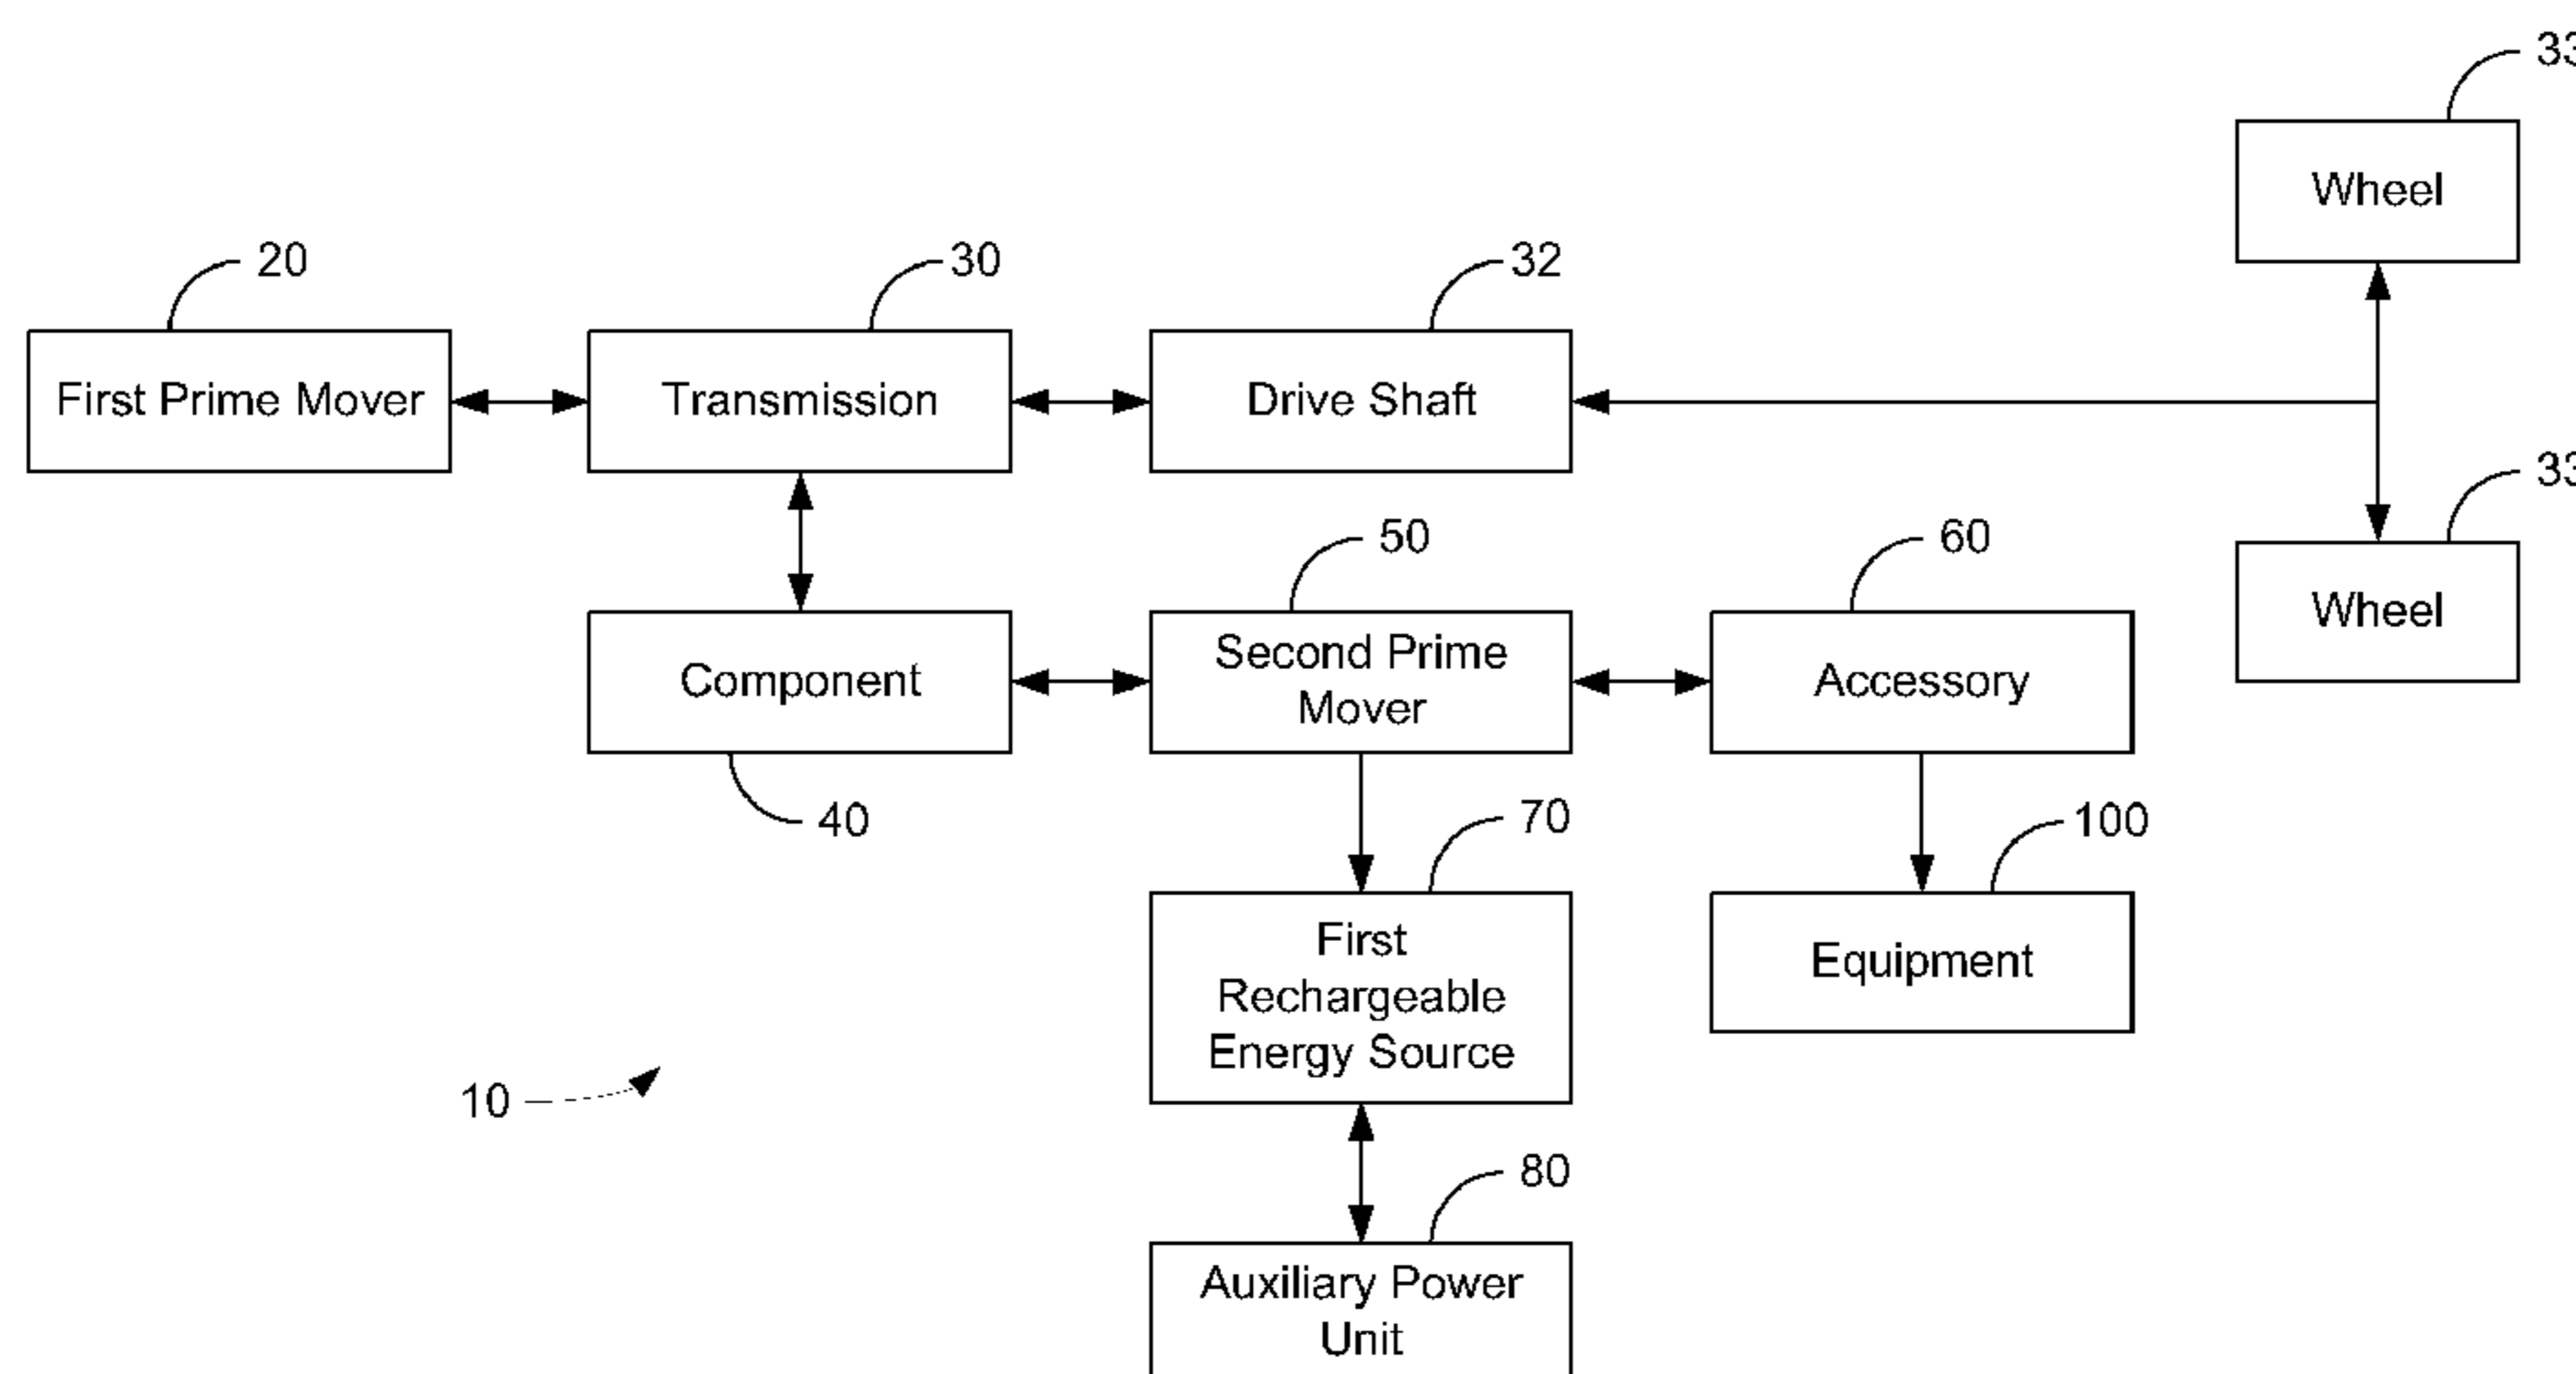 33
Wheel
20
30
32
First Prime Mover
Transmission
Drive Shaft
33
50
60
Wheel
Component
Second Prime
Mover
Accessory
40
70
100
First
Rechargeable
Energy Source
Equipment
10
80
Auxiliary Power
Unit